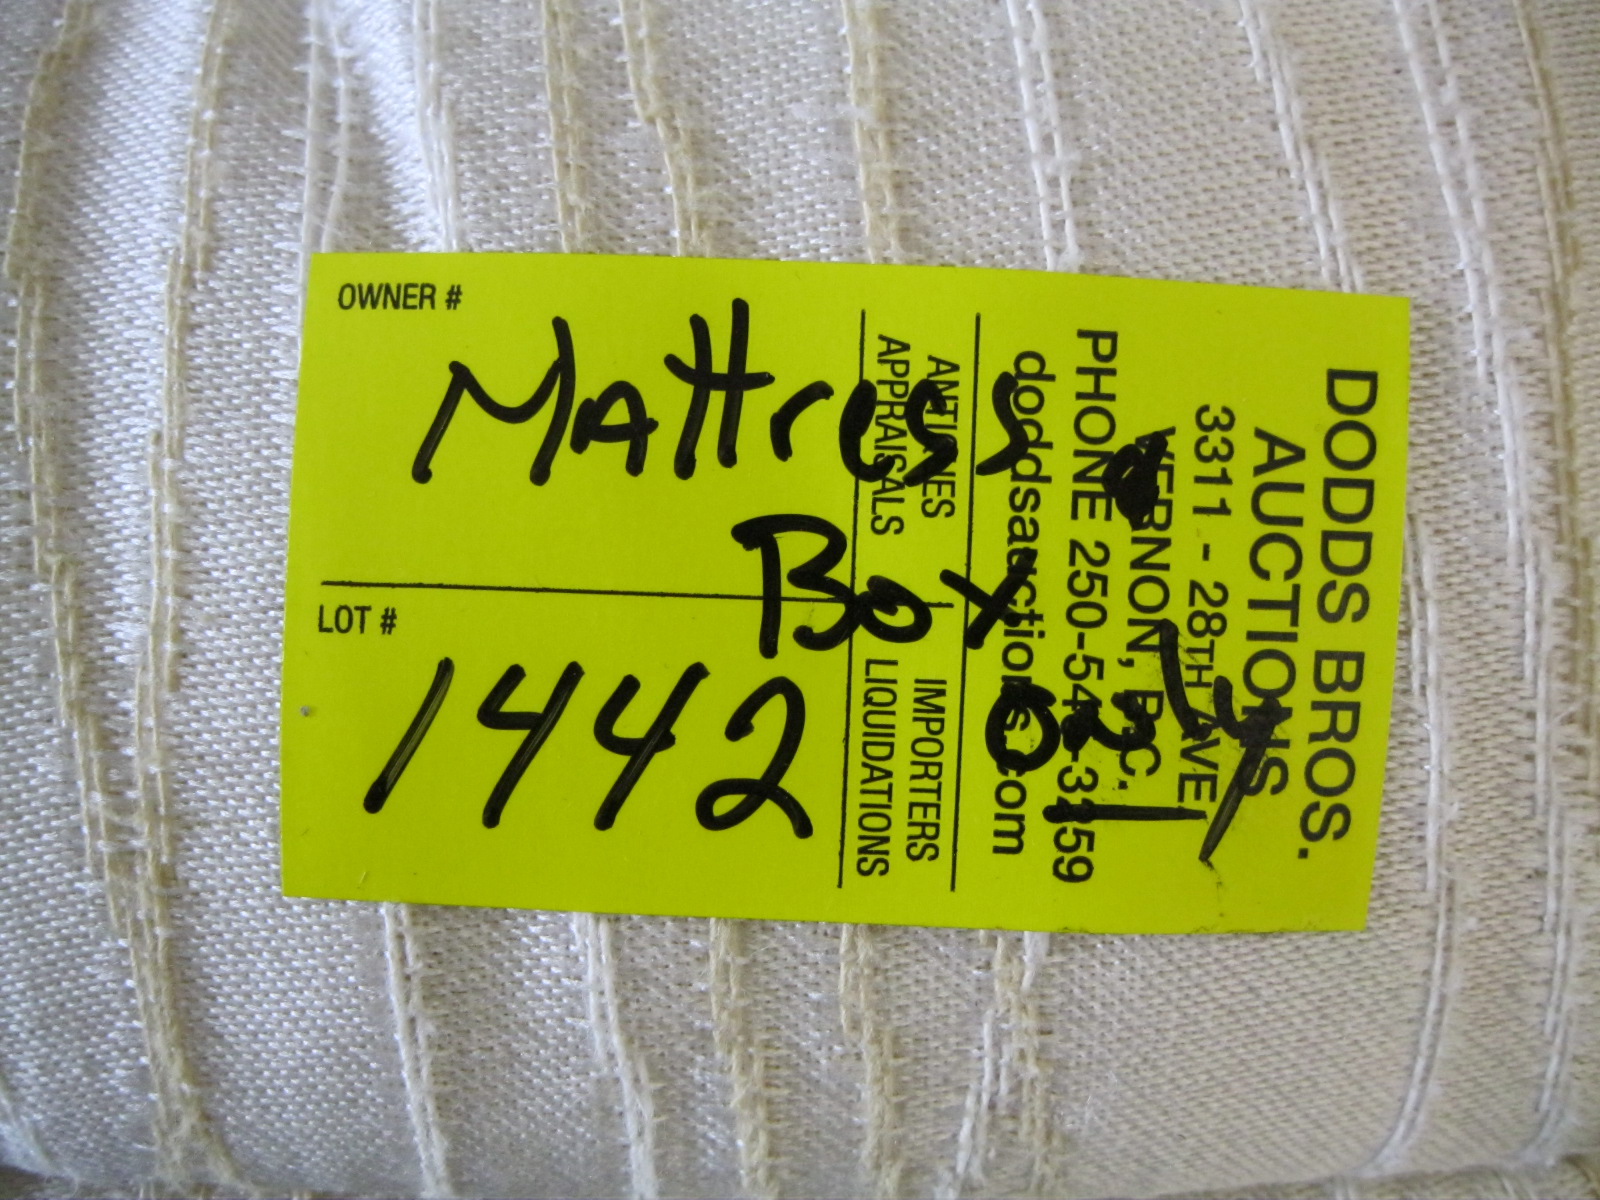 OWNER #
Mattress
Box
LOT #
1442
DODDS BROS.
AUCTIONS
3311 - 28TH AVE
VERNON, B.C.
PHONE 250-545-3259
doddsauctions.com
ANTIQUES
APPRAISALS
IMPORTERS
LIQUIDATIONS